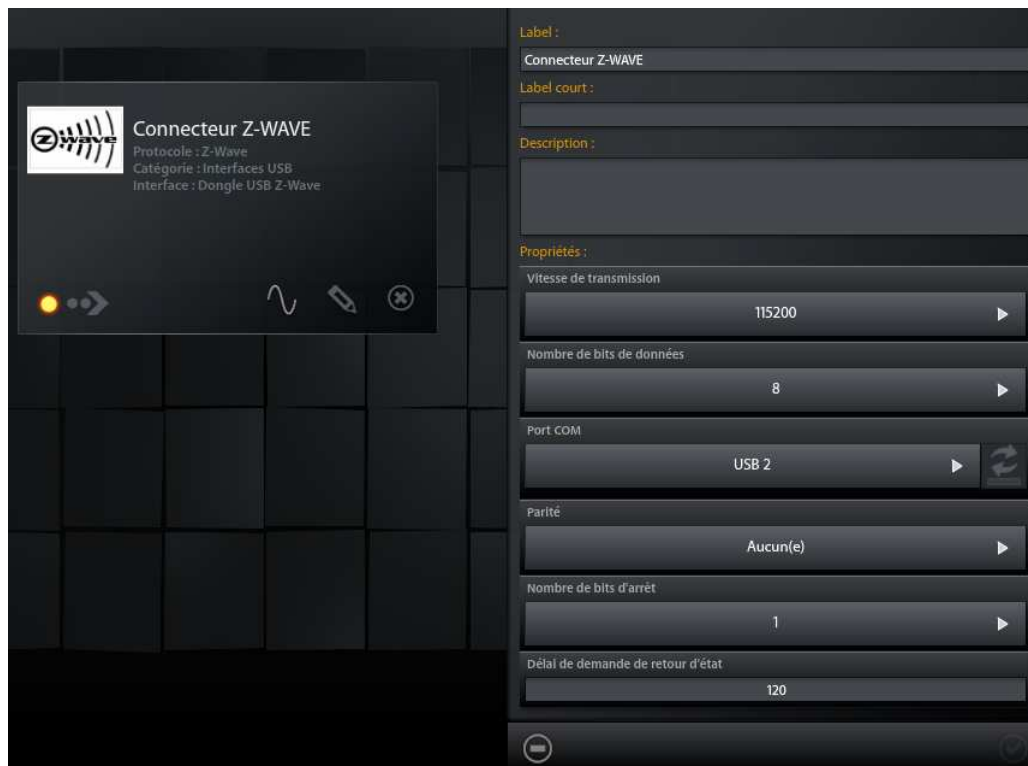 Z-wave
Connecteur Z-WAVE
Protocole : Z-Wave
Catégorie : Interfaces USB
Interface : Dongle USB Z-Wave
Label :
Connecteur Z-WAVE
Label court :
Description :
Propriétés :
Vitesse de transmission
115200
Nombre de bits de données
8
Port COM
USB 2
Parité
Aucun(e)
Nombre de bits d'arrêt
1
Délai de demande de retour d'état
120